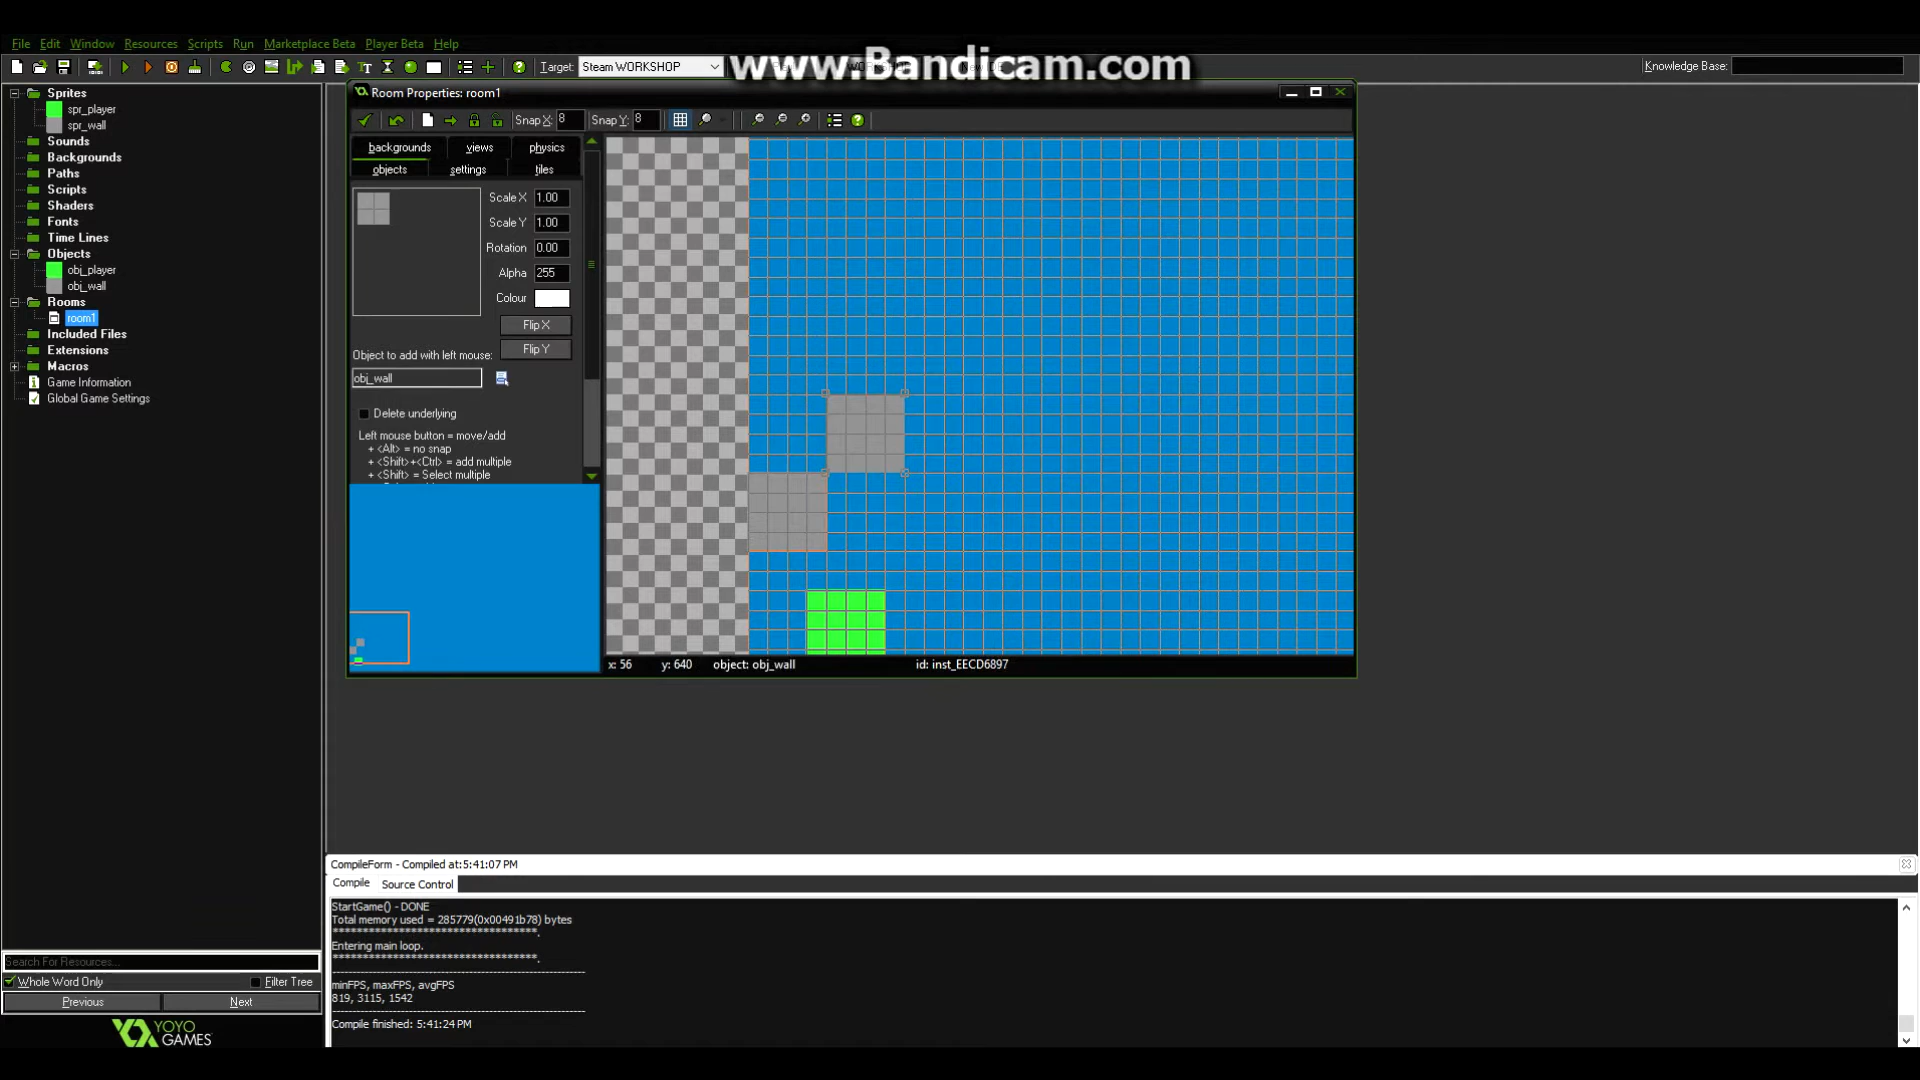 File Edit Window Resources Scripts Run Marketplace Beta Player Beta Help
www.Bandicam.com
Target: Steam WORKSHOP
Knowledge Base:
Room Properties: room1
Snap X: 8 Snap Y: 8
Sprites
spr_player
spr_wall
Sounds
Backgrounds
Paths
Scripts
Shaders
Fonts
Time Lines
Objects
obj_player
obj_wall
Rooms
room1
Included Files
Extensions
Macros
Game Information
Global Game Settings
backgrounds views physics
objects settings tiles
Scale X 1.00
Scale Y 1.00
Rotation 0.00
Alpha 255
Colour
Flip X
Flip Y
Object to add with left mouse:
obj_wall
Delete underlying
Left mouse button = move/add
+ <Alt> = no snap
+ <Shift>+<Ctrl> = add multiple
+ <Shift> = Select multiple
x: 56 y: 640 object: obj_wall id: inst_EECD6897
CompileForm - Compiled at:5:41:07 PM
Compile Source Control
StartGame() - DONE
Total memory used = 285779(0x00491b78) bytes
***********************************.
Entering main loop.
***********************************.
minFPS, maxFPS, avgFPS
819, 3115, 1542
Compile finished: 5:41:24 PM
Search For Resources...
Whole Word Only Filter Tree
Previous Next
YOYO
GAMES